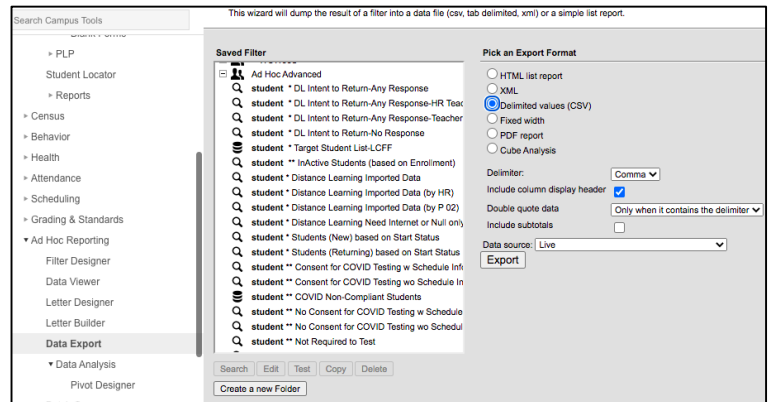 This wizard will dump the result of a filter into a data file (csv, tab delimited, xml) or a simple list report.
Search Campus Tools
PLP
Student Locator
Reports
Census
Behavior
Health
Attendance
Scheduling
Grading & Standards
Ad Hoc Reporting
Filter Designer
Data Viewer
Letter Designer
Letter Builder
Data Export
Data Analysis
Pivot Designer
Saved Filter
Ad Hoc Advanced
student * DL Intent to Return-Any Response
student * DL Intent to Return-Any Response-HR Teac
student * DL Intent to Return-Any Response-Teacher
student * DL Intent to Return-No Response
student * Target Student List-LCFF
student ** InActive Students (based on Enrollment)
student * Distance Learning Imported Data
student * Distance Learning Imported Data (by HR)
student * Distance Learning Imported Data (by P 02)
student * Distance Learning Need Internet or Null only
student * Students (New) based on Start Status
student * Students (Returning) based on Start Status
student ** Consent for COVID Testing w Schedule Info
student ** Consent for COVID Testing wo Schedule In
student ** COVID Non-Compliant Students
student ** No Consent for COVID Testing w Schedule
student ** No Consent for COVID Testing wo Schedul
student ** Not Required to Test
Search Edit Test Copy Delete
Create a new Folder
Pick an Export Format
HTML list report
XML
Delimited values (CSV)
Fixed width
PDF report
Cube Analysis
Delimiter: Comma
Include column display header
Double quote data Only when it contains the delimiter
Include subtotals
Data source: Live
Export